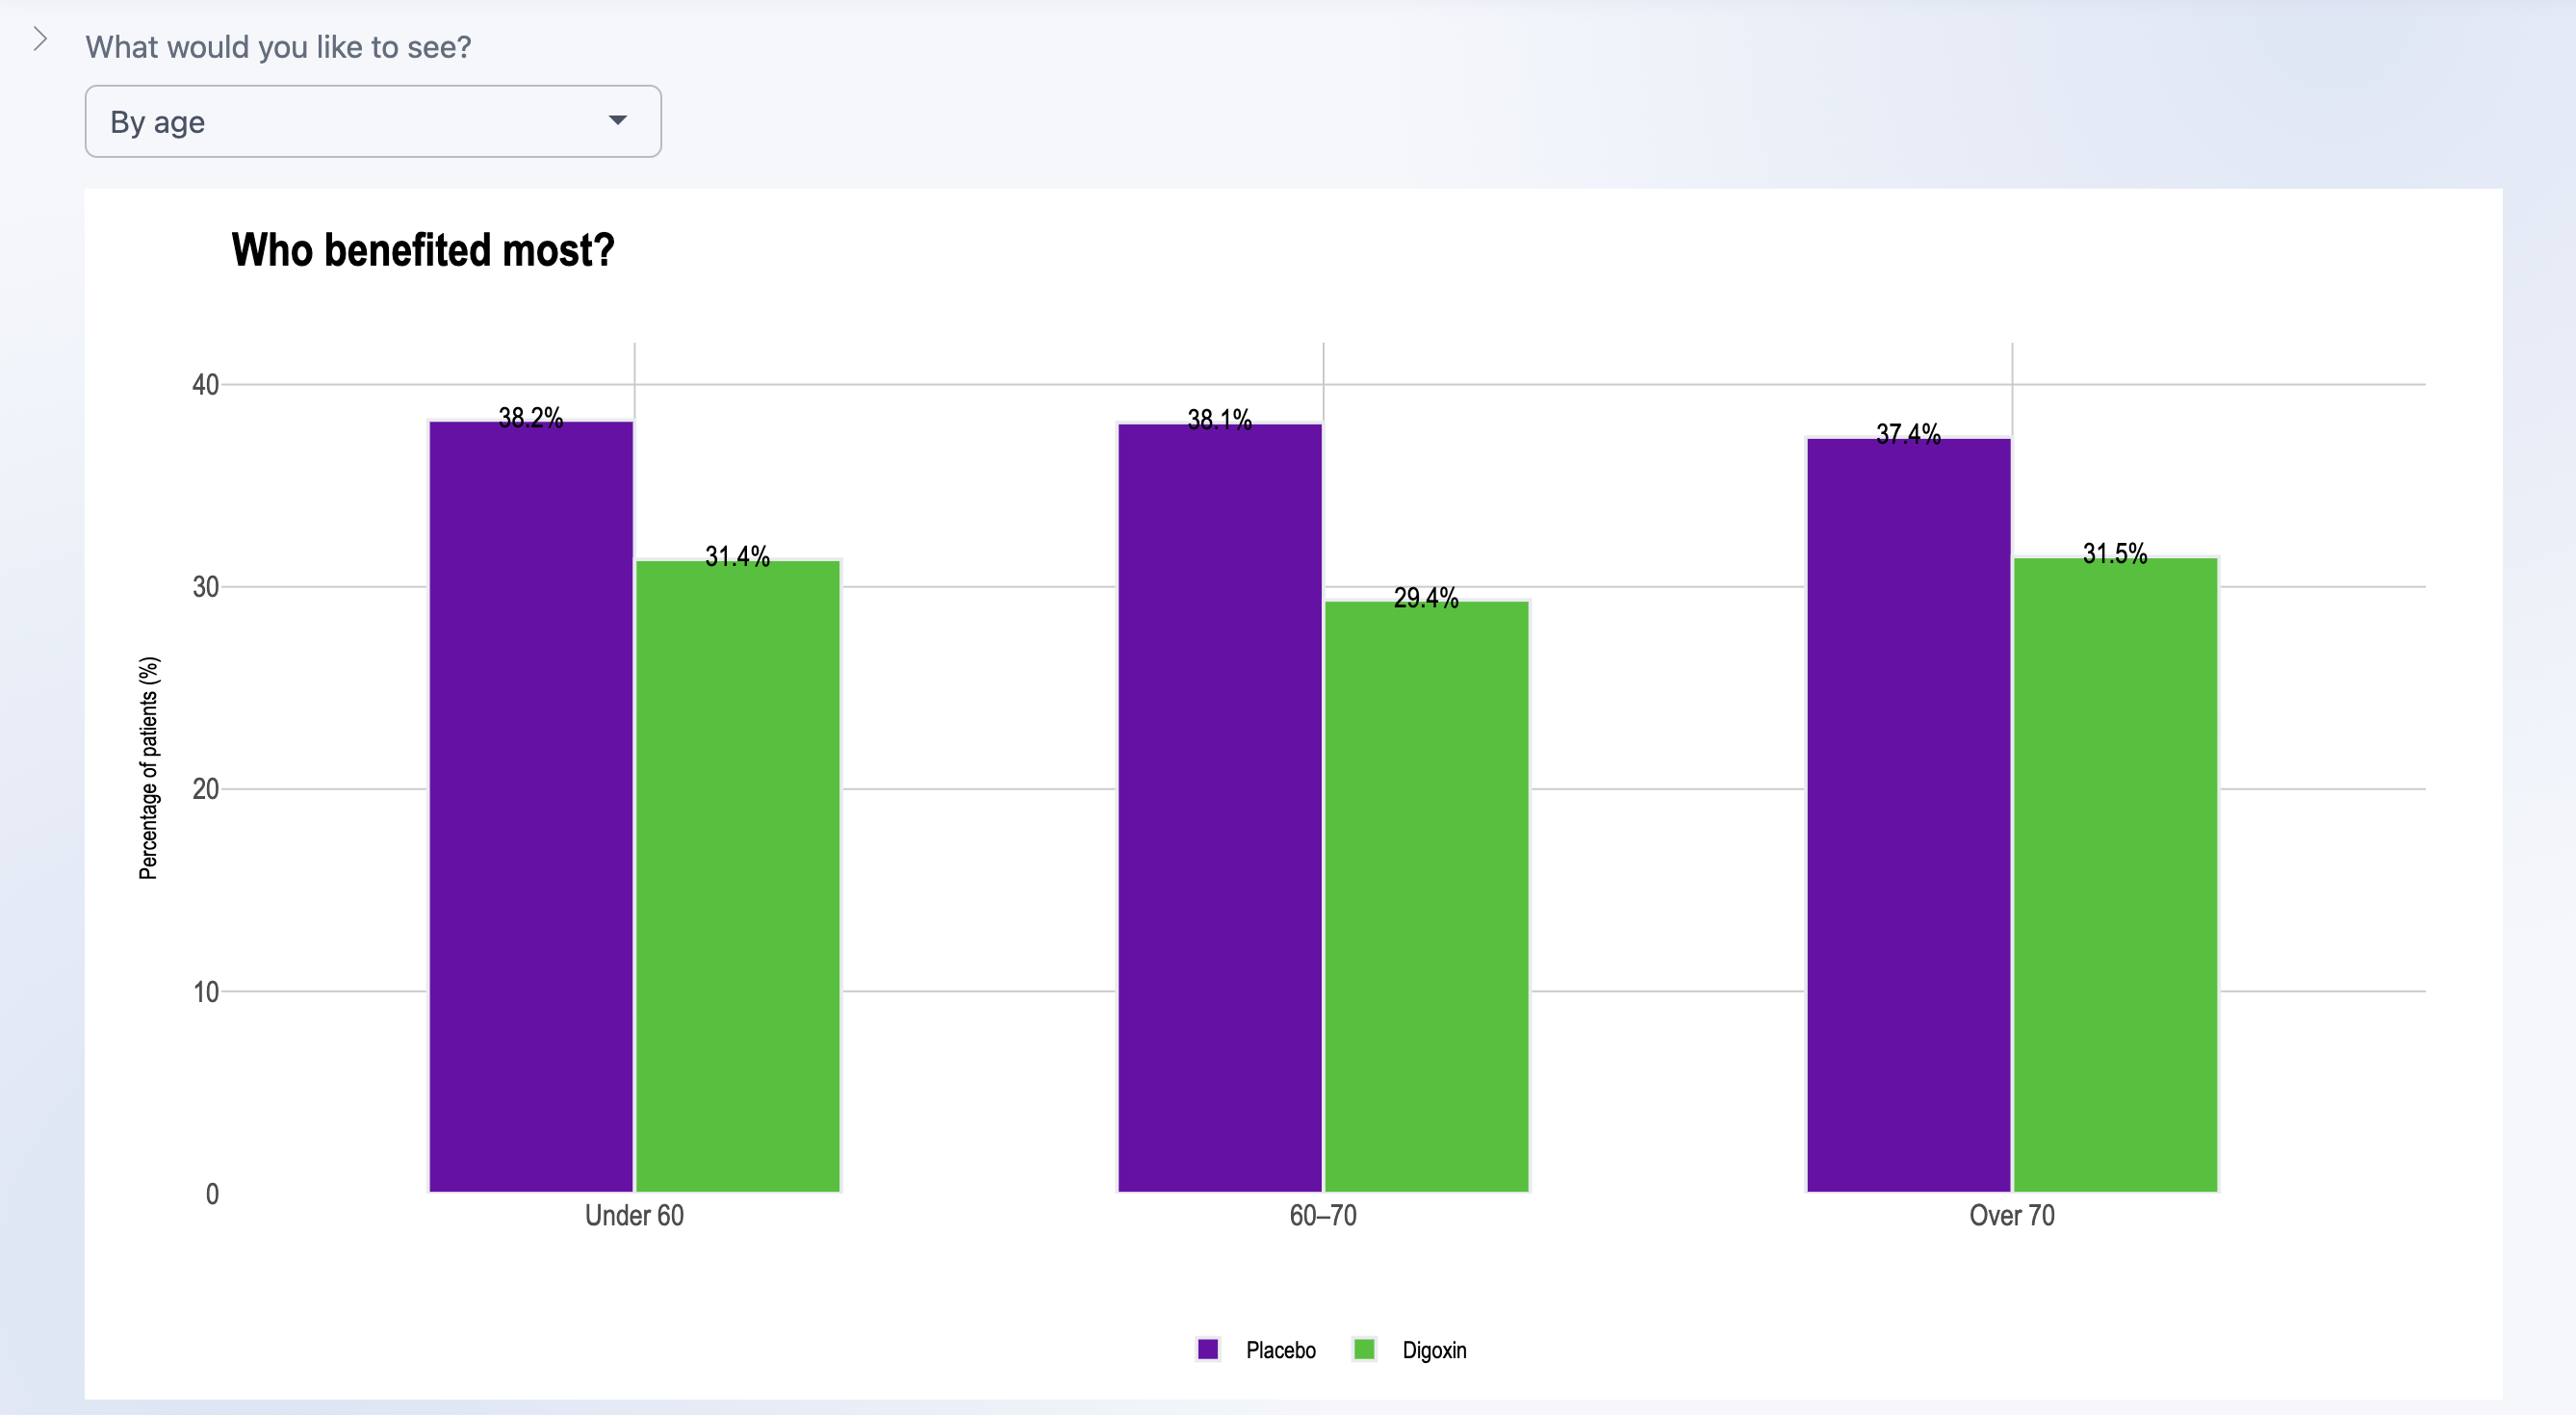 What would you like to see?
By age
Who benefited most?
40
38.2%
38.1%
37.4%
31.4%
31.5%
30
29.4%
Percentage of patients (%)
20
10
0
Under 60
60–70
Over 70
Placebo
Digoxin